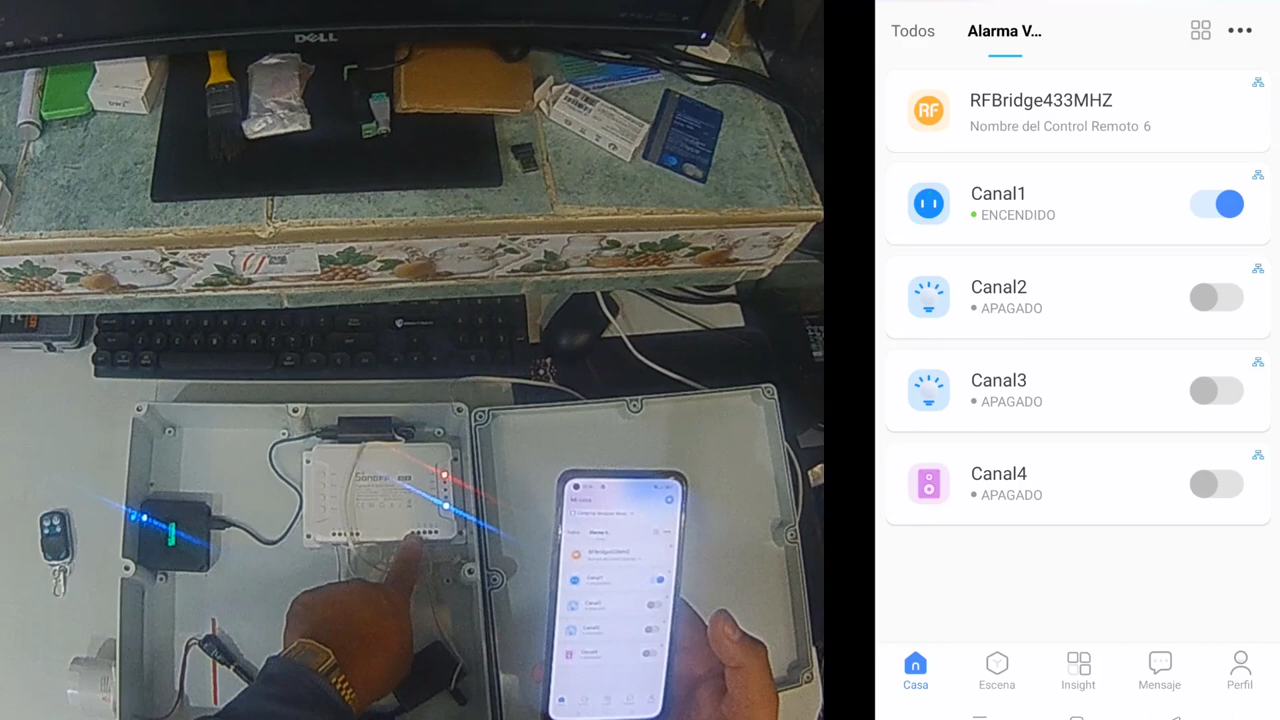 DELL
SONOFF
Todos
Alarma V...
RFBridge433MHZ
Nombre del Control Remoto 6
RF
Canal1
ENCENDIDO
Canal2
APAGADO
Canal3
APAGADO
Canal4
APAGADO
Casa
Escena
Insight
Mensaje
Perfil